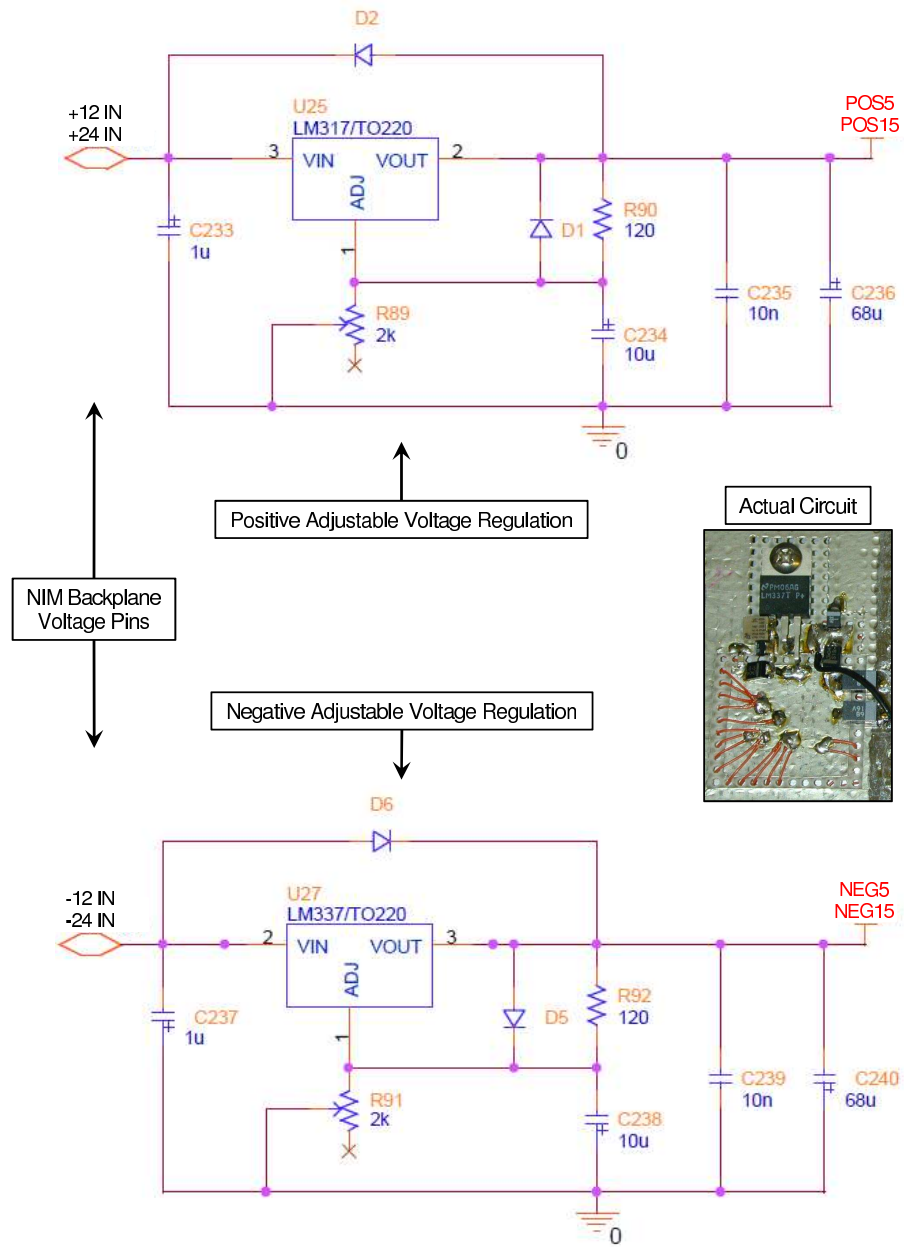 D2
U25
LM317/TO220
+12 IN
+24 IN
3
VIN
VOUT
2
ADJ
1
POS5
POS15
C233
1u
D1
R90
120
R89
2k
C234
10u
C235
10n
C236
68u
0
Positive Adjustable Voltage Regulation
Actual Circuit
NIM Backplane
Voltage Pins
LM337T P+
Negative Adjustable Voltage Regulation
D6
U27
LM337/TO220
-12 IN
-24 IN
2
VIN
VOUT
3
ADJ
1
NEG5
NEG15
C237
1u
D5
R92
120
R91
2k
C238
10u
C239
10n
C240
68u
0